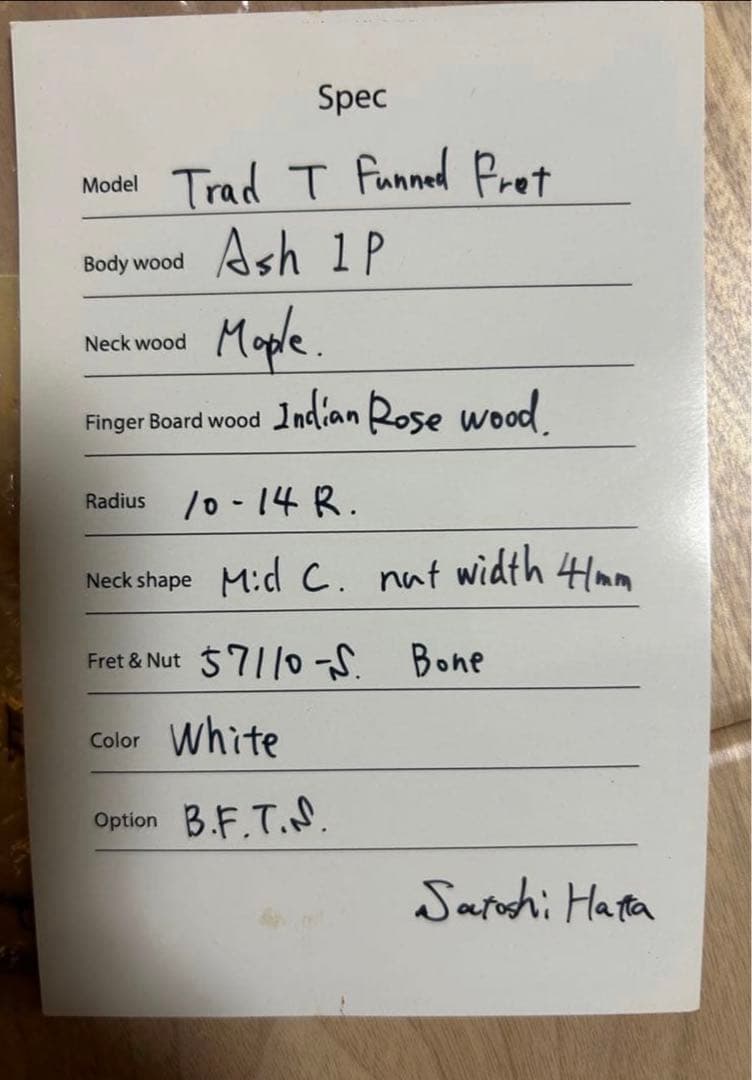 Spec
Model Trad T Funned Fret
Body wood Ash 1P
Neck wood Maple.
Finger Board wood Indian Rose wood.
Radius 10-14 R.
Neck shape Mid C. nut width 41mm
Fret & Nut 57110-S. Bone
Color White
Option B.F.T.S.
Satoshi Hatta